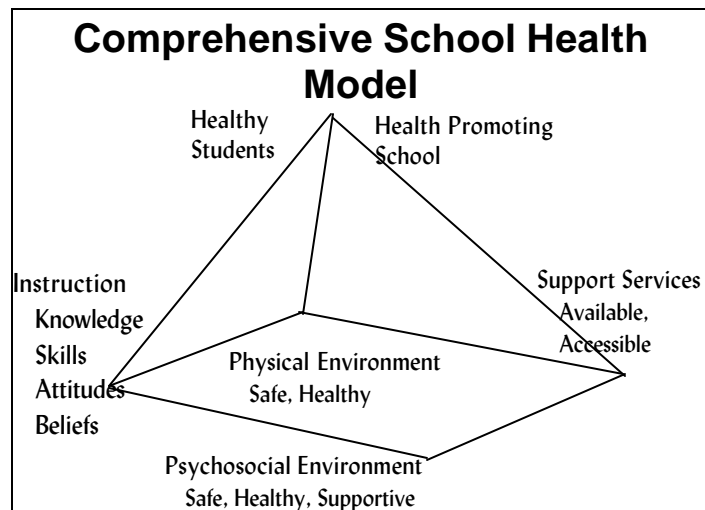 Comprehensive School Health
Model
Healthy
Students
Health Promoting
School
Instruction
Knowledge
Skills
Attitudes
Beliefs
Support Services
Available,
Accessible
Physical Environment
Safe, Healthy
Psychosocial Environment
Safe, Healthy, Supportive